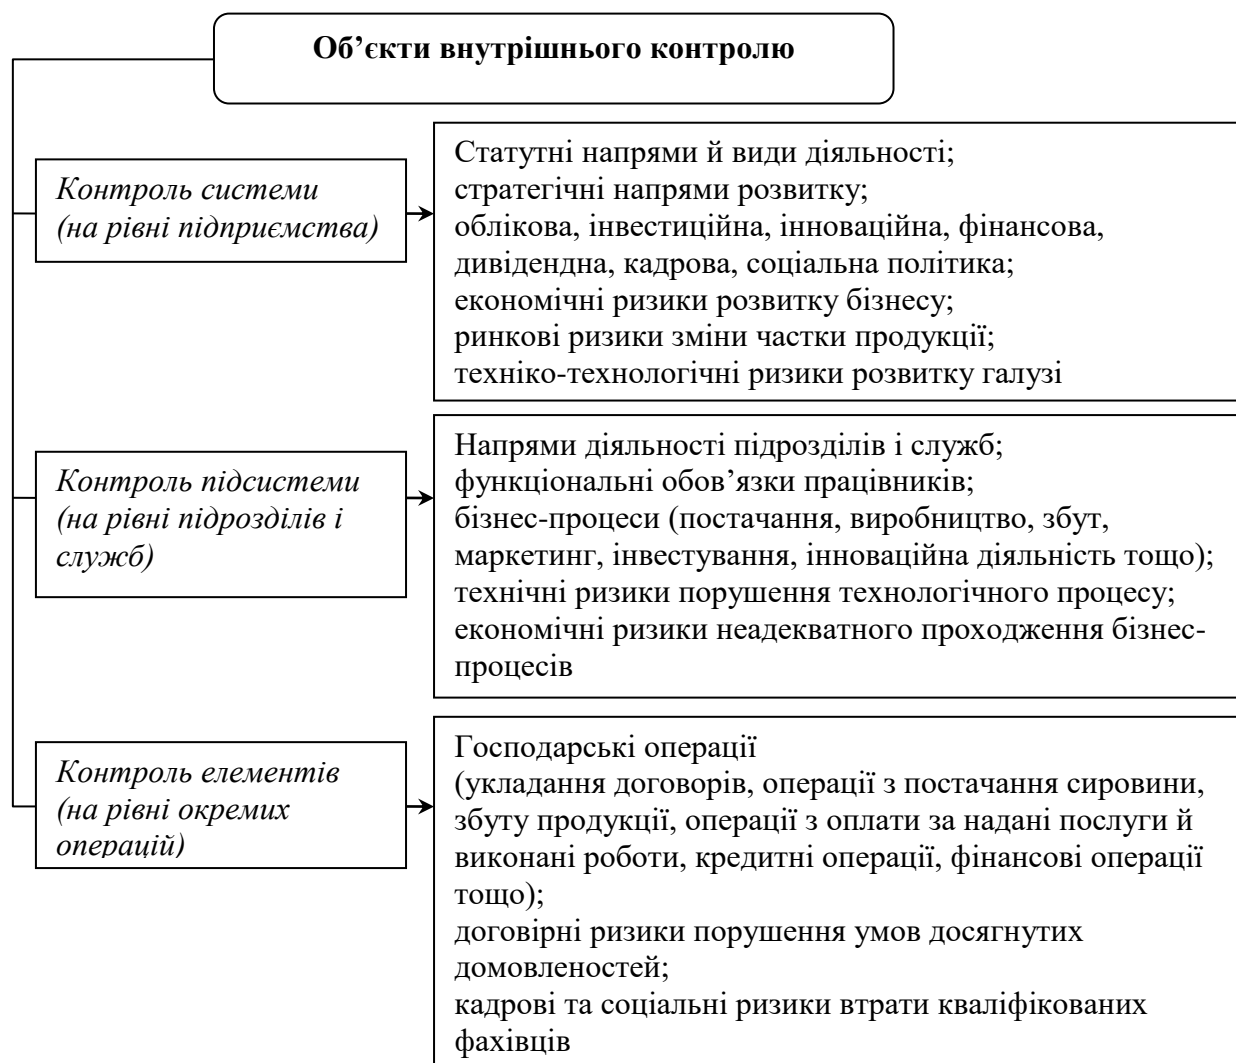 Об’єкти внутрішнього контролю
Контроль системи
(на рівні підприємства)
Статутні напрями й види діяльності;
стратегічні напрями розвитку;
облікова, інвестиційна, інноваційна, фінансова,
дивідендна, кадрова, соціальна політика;
економічні ризики розвитку бізнесу;
ринкові ризики зміни частки продукції;
техніко-технологічні ризики розвитку галузі
Контроль підсистеми
(на рівні підрозділів і
служб)
Напрями діяльності підрозділів і служб;
функціональні обов’язки працівників;
бізнес-процеси (постачання, виробництво, збут,
маркетинг, інвестування, інноваційна діяльність тощо);
технічні ризики порушення технологічного процесу;
економічні ризики неадекватного проходження бізнес-
процесів
Контроль елементів
(на рівні окремих
операцій)
Господарські операції
(укладання договорів, операції з постачання сировини,
збуту продукції, операції з оплати за надані послуги й
виконані роботи, кредитні операції, фінансові операції
тощо);
договірні ризики порушення умов досягнутих
домовленостей;
кадрові та соціальні ризики втрати кваліфікованих
фахівців